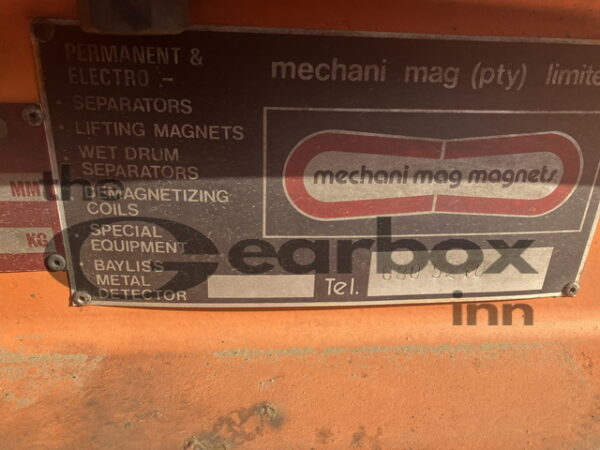 PERMANENT &
ELECTRO :-
· SEPARATORS
· LIFTING MAGNETS
· WET DRUM
SEPARATORS
· DEMAGNETIZING
COILS
· SPECIAL
EQUIPMENT
· BAYLISS
METAL
DETECTOR
mechani mag (pty) limite
mechani mag magnets
Tel.
MM
KG
the
Gearbox
inn